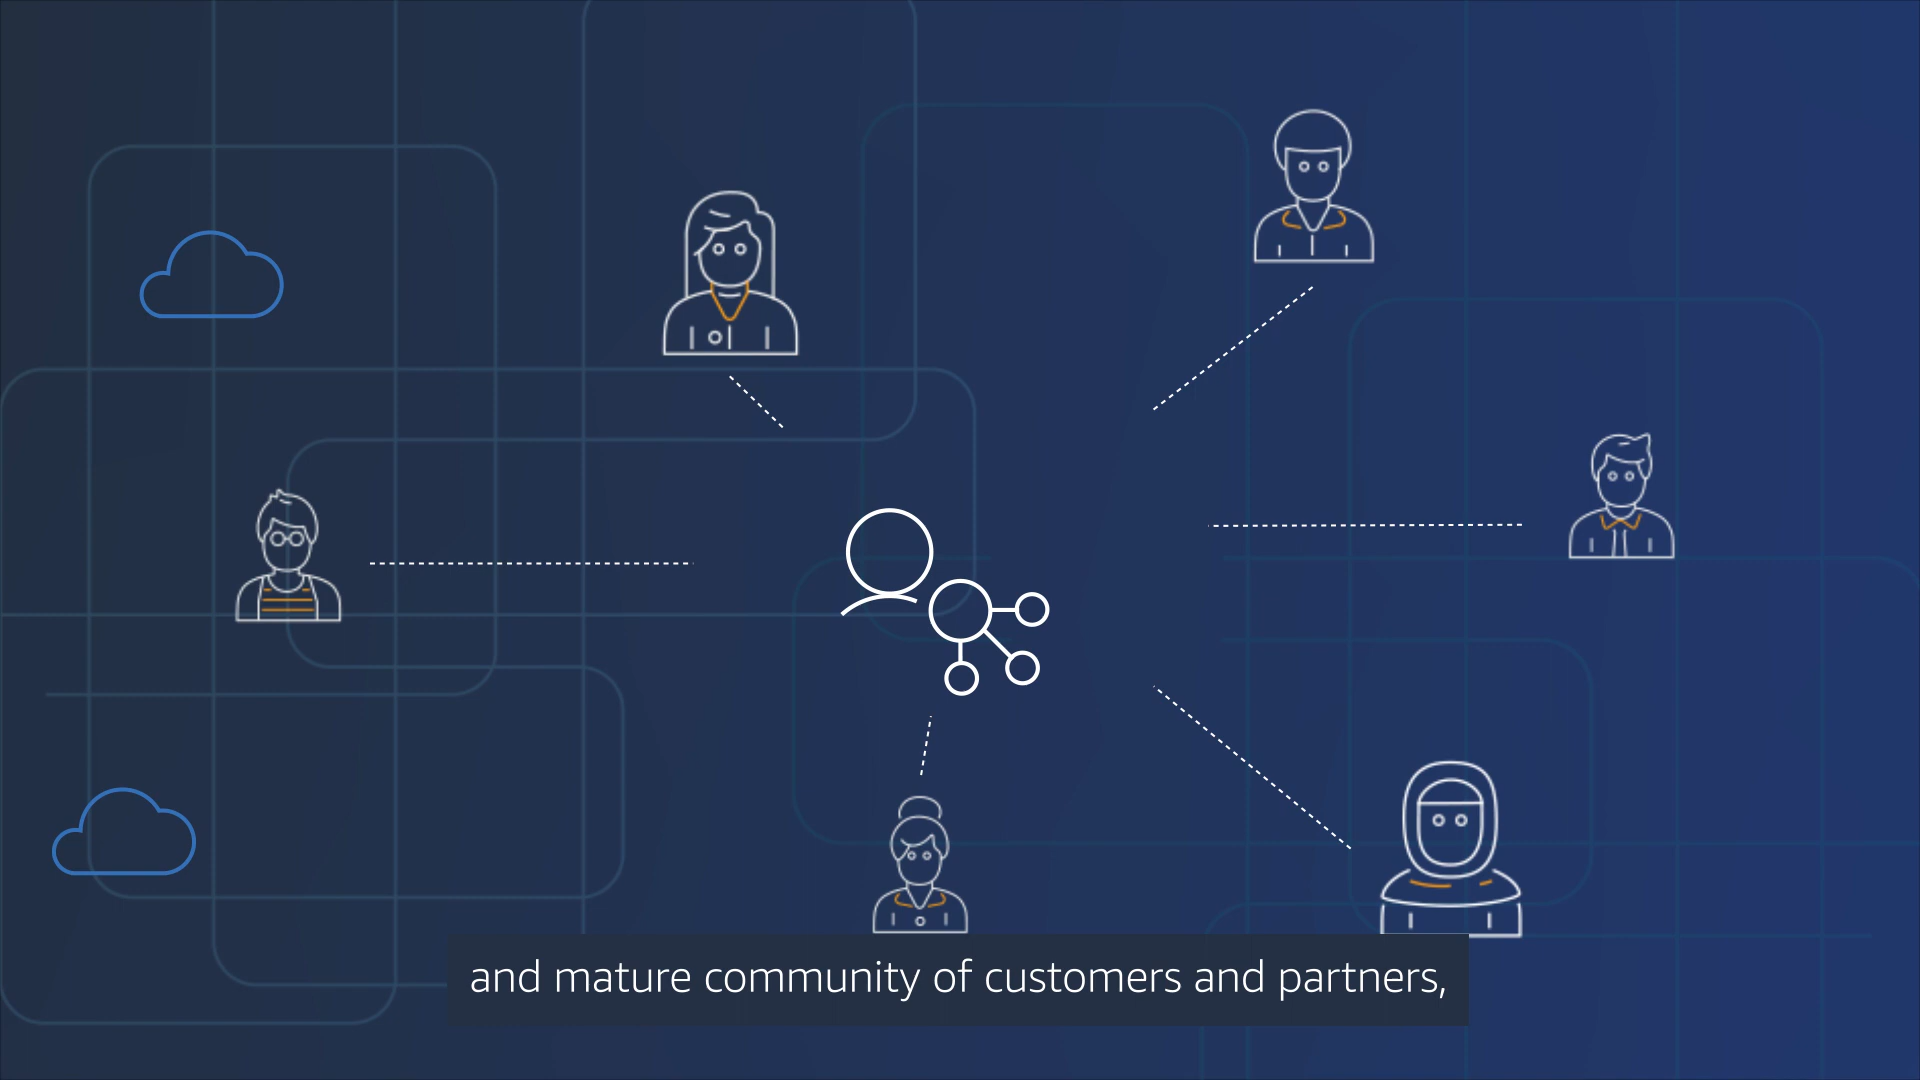 and mature community of customers and partners,